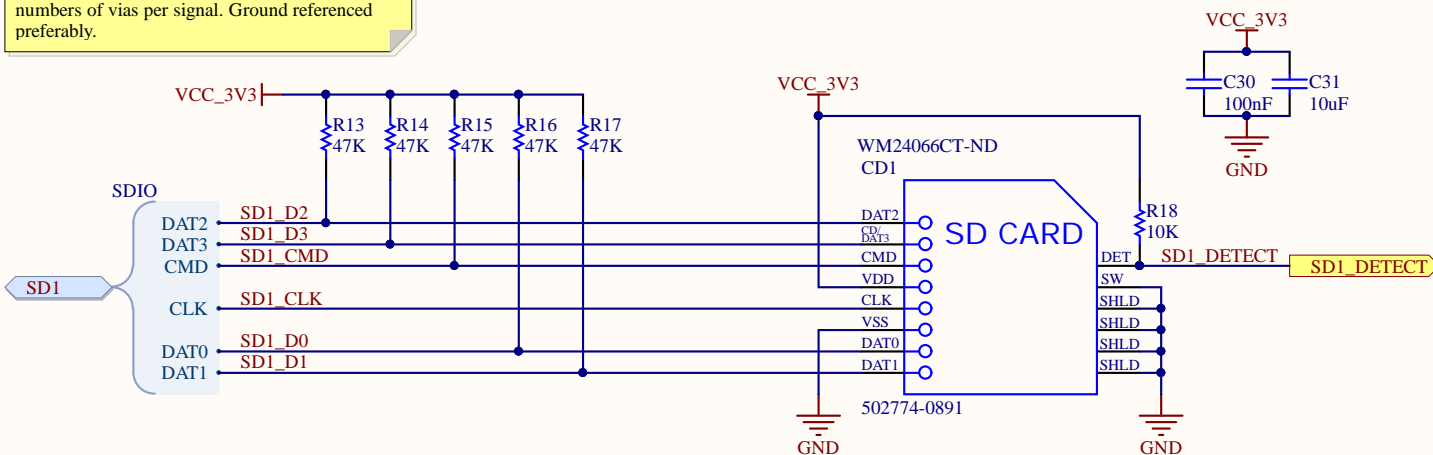 numbers of vias per signal. Ground referenced
preferably.
VCC_3V3
C30
100nF
C31
10uF
GND
VCC_3V3
R13
47K
R14
47K
R15
47K
R16
47K
R17
47K
VCC_3V3
WM24066CT-ND
CD1
SDIO
SD1
DAT2
SD1_D2
DAT3
SD1_D3
CMD
SD1_CMD
CLK
SD1_CLK
DAT0
SD1_D0
DAT1
SD1_D1
DAT2
CD/
DAT3
CMD
VDD
CLK
VSS
DAT0
DAT1
SD CARD
R18
10K
DET
SD1_DETECT
SD1_DETECT
SW
SHLD
SHLD
SHLD
SHLD
502774-0891
GND
GND